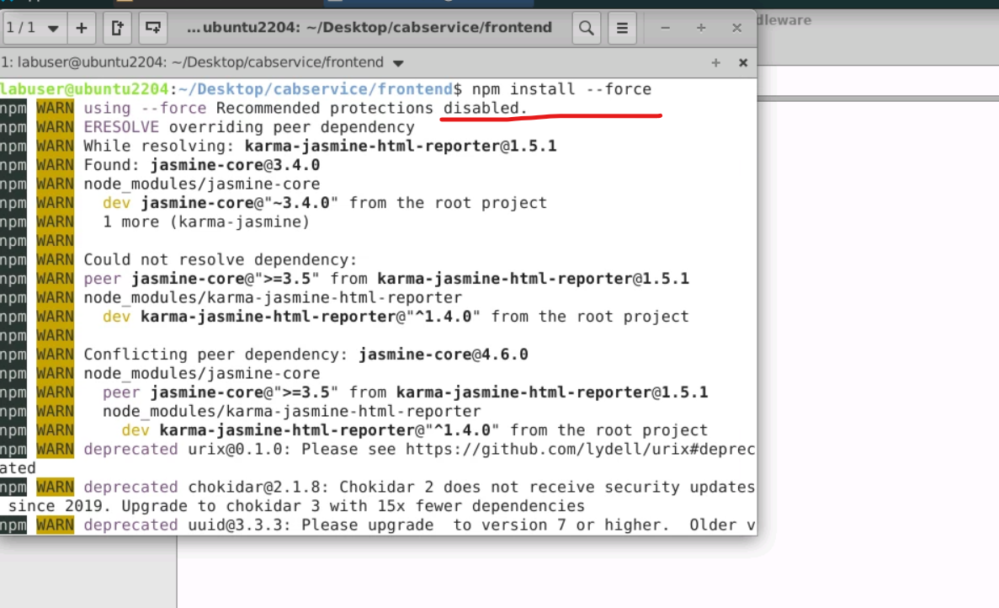 1 / 1
...ubuntu2204: ~/Desktop/cabservice/frontend
dleware
1: labuser@ubuntu2204: ~/Desktop/cabservice/frontend
labuser@ubuntu2204:~/Desktop/cabservice/frontend$ npm install --force
npm WARN using --force Recommended protections disabled.
npm WARN ERESOLVE overriding peer dependency
npm WARN While resolving: karma-jasmine-html-reporter@1.5.1
npm WARN Found: jasmine-core@3.4.0
npm WARN node_modules/jasmine-core
npm WARN   dev jasmine-core@"~3.4.0" from the root project
npm WARN   1 more (karma-jasmine)
npm WARN
npm WARN Could not resolve dependency:
npm WARN peer jasmine-core@">=3.5" from karma-jasmine-html-reporter@1.5.1
npm WARN node_modules/karma-jasmine-html-reporter
npm WARN   dev karma-jasmine-html-reporter@"^1.4.0" from the root project
npm WARN
npm WARN Conflicting peer dependency: jasmine-core@4.6.0
npm WARN node_modules/jasmine-core
npm WARN   peer jasmine-core@">=3.5" from karma-jasmine-html-reporter@1.5.1
npm WARN   node_modules/karma-jasmine-html-reporter
npm WARN     dev karma-jasmine-html-reporter@"^1.4.0" from the root project
npm WARN deprecated urix@0.1.0: Please see https://github.com/lydell/urix#deprec
ated
npm WARN deprecated chokidar@2.1.8: Chokidar 2 does not receive security updates
 since 2019. Upgrade to chokidar 3 with 15x fewer dependencies
npm WARN deprecated uuid@3.3.3: Please upgrade  to version 7 or higher.  Older v